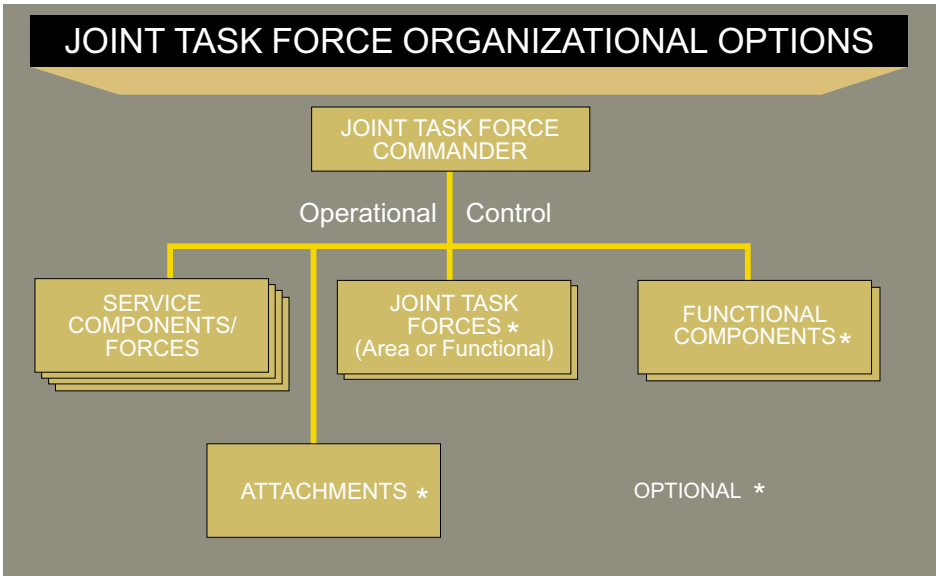 JOINT TASK FORCE ORGANIZATIONAL OPTIONS
JOINT TASK FORCE
COMMANDER
Operational Control
SERVICE
COMPONENTS/
FORCES
JOINT TASK
FORCES *
(Area or Functional)
FUNCTIONAL
COMPONENTS *
ATTACHMENTS *
OPTIONAL *